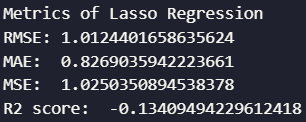 Metrics of Lasso Regression
RMSE: 1.0124401658635624
MAE:  0.8269035942223661
MSE:  1.0250350894538378
R2 score:  -0.13409494229612418